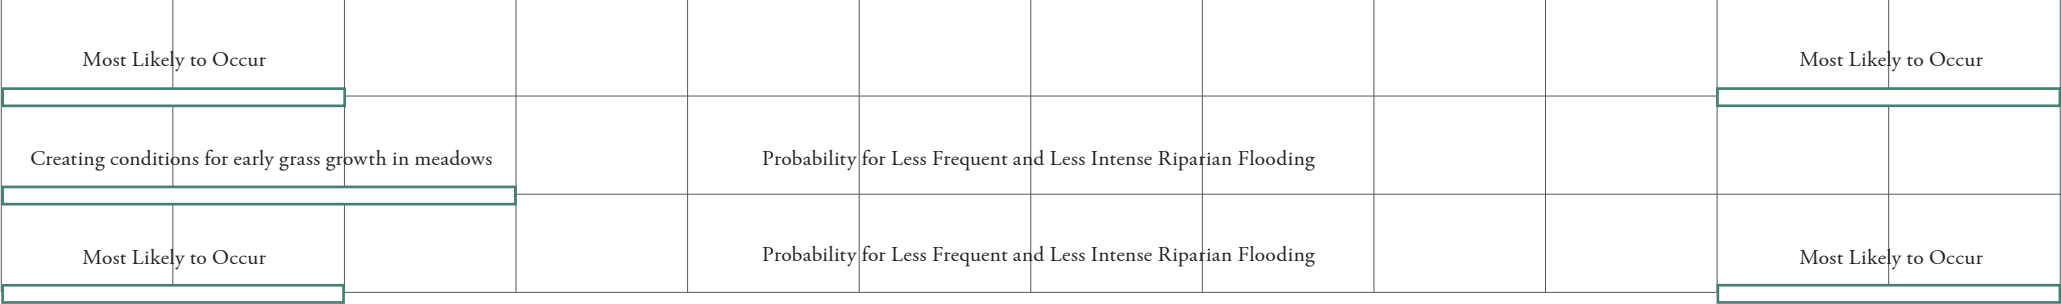 Most Likely to Occur
Most Likely to Occur
Creating conditions for early grass growth in meadows
Probability for Less Frequent and Less Intense Riparian Flooding
Most Likely to Occur
Probability for Less Frequent and Less Intense Riparian Flooding
Most Likely to Occur